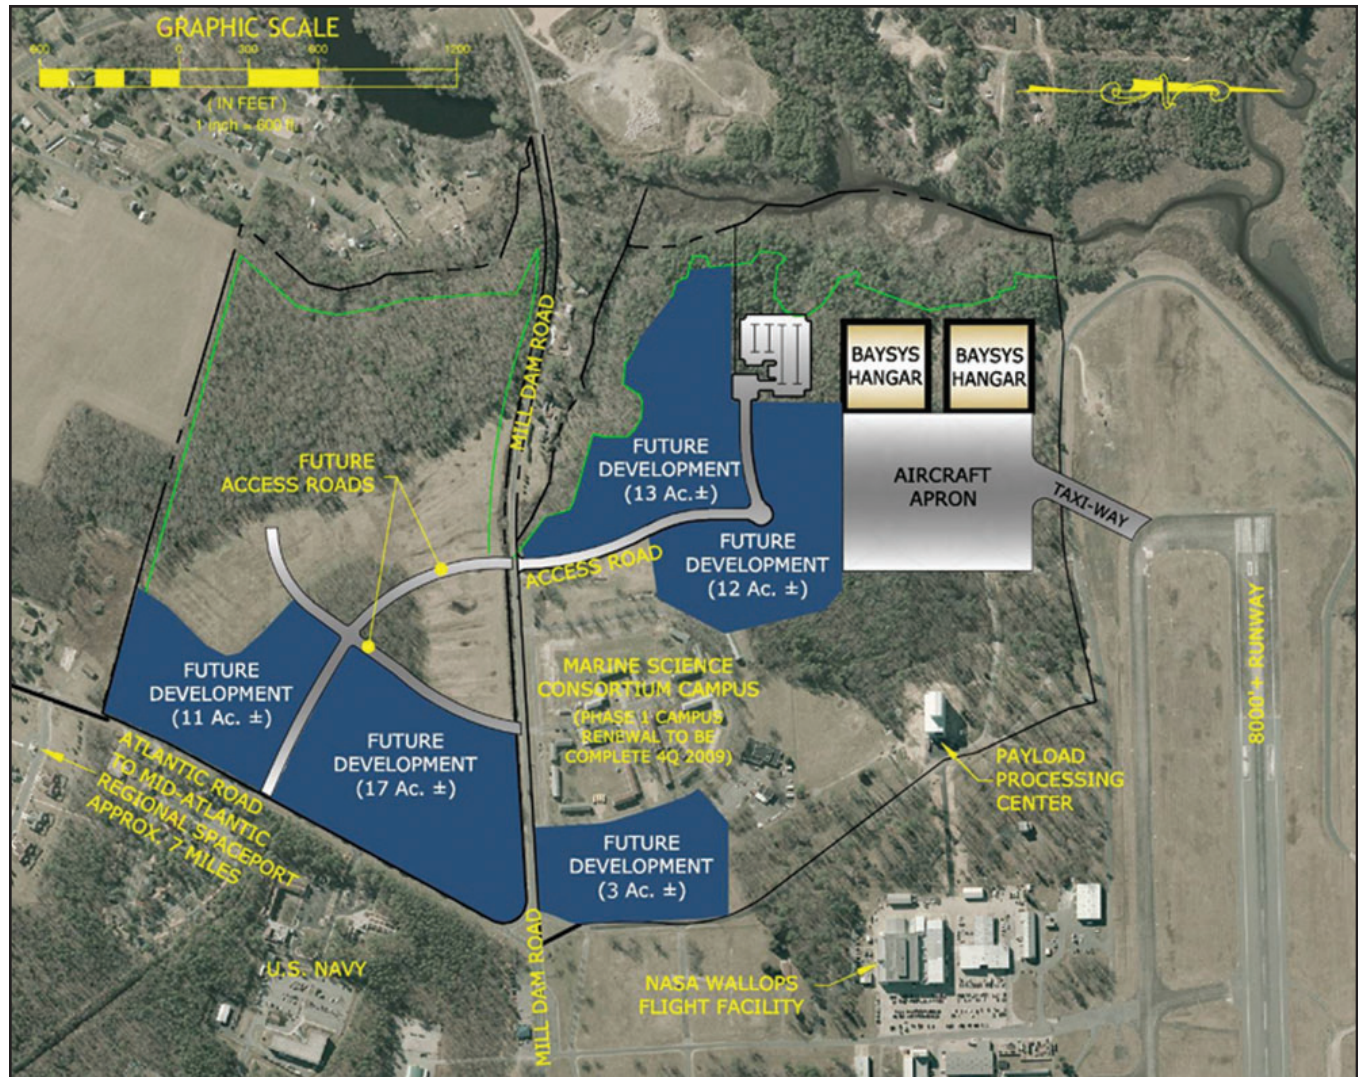 GRAPHIC SCALE
600 0 300 600 1200
( IN FEET )
1 inch = 600 ft.
MILL DAM ROAD
BAYSYS
HANGAR
BAYSYS
HANGAR
FUTURE
ACCESS ROADS
FUTURE
DEVELOPMENT
(13 Ac.±)
AIRCRAFT
APRON
TAXI-WAY
ACCESS ROAD
FUTURE
DEVELOPMENT
(12 Ac. ±)
FUTURE
DEVELOPMENT
(11 Ac. ±)
MARINE SCIENCE
CONSORTIUM CAMPUS
(PHASE 1 CAMPUS
RENEWAL TO BE
COMPLETE 4Q 2009)
8000'+ RUNWAY
FUTURE
DEVELOPMENT
(17 Ac. ±)
ATLANTIC ROAD
TO MID-ATLANTIC
REGIONAL SPACEPORT
APPROX. 7 MILES
PAYLOAD
PROCESSING
CENTER
FUTURE
DEVELOPMENT
(3 Ac. ±)
MILL DAM ROAD
U.S. NAVY
NASA WALLOPS
FLIGHT FACILITY